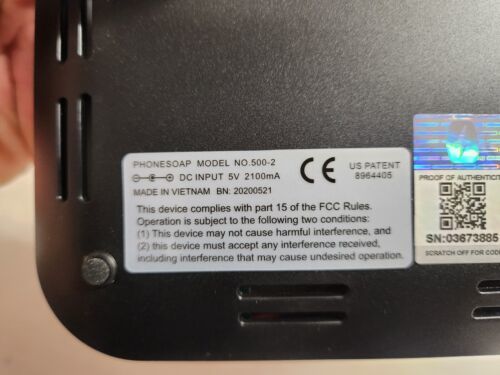 PHONESOAP MODEL NO.500-2
DC INPUT 5V 2100mA
CE
US PATENT
8964405
MADE IN VIETNAM BN: 20200521
This device complies with part 15 of the FCC Rules.
Operation is subject to the following two conditions:
(1) This device may not cause harmful interference, and
(2) this device must accept any interference received,
including interference that may cause undesired operation.
PROOF OF AUTHENTIC
SN:03673885
SCRATCH OFF FOR CODE